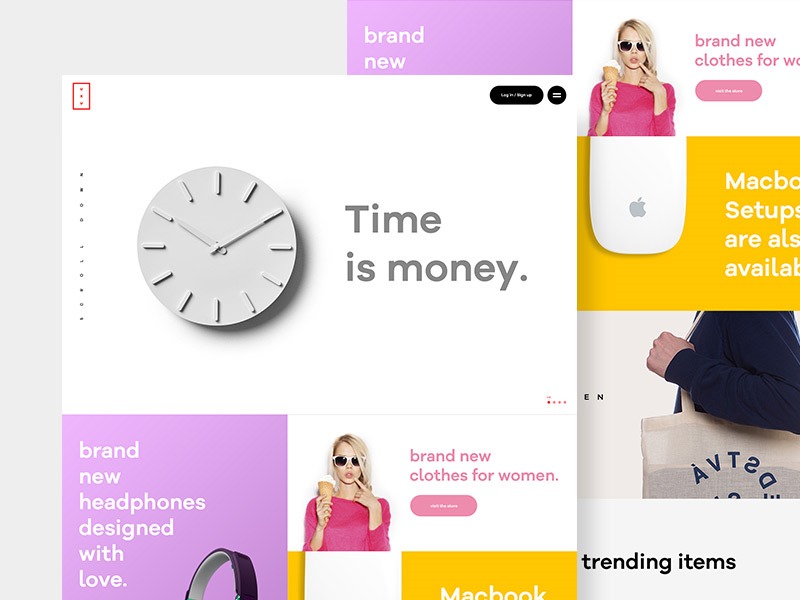 brand
new
brand new
clothes for wo
visit the store
Log in / Sign up
Time
is money.
Macbo
Setups
are als
availab
E N
brand
new
headphones
designed
with
love.
brand new
clothes for women.
visit the store
Macbook
trending items